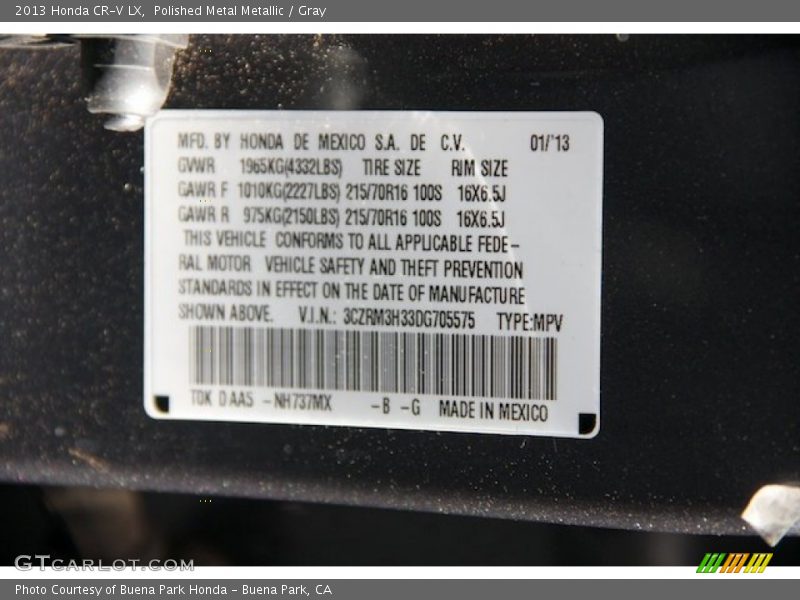 2013 Honda CR-V LX, Polished Metal Metallic / Gray
MFD. BY HONDA DE MEXICO S.A. DE C.V. 01/'13
GVWR 1965KG(4332LBS) TIRE SIZE RIM SIZE
GAWR F 1010KG(2227LBS) 215/70R16 100S 16X6.5J
GAWR R 975KG(2150LBS) 215/70R16 100S 16X6.5J
THIS VEHICLE CONFORMS TO ALL APPLICABLE FEDE-
RAL MOTOR VEHICLE SAFETY AND THEFT PREVENTION
STANDARDS IN EFFECT ON THE DATE OF MANUFACTURE
SHOWN ABOVE. V.I.N.: 3CZRM3H33DG705575 TYPE:MPV
T0K D AA5 -NH737MX -B -G MADE IN MEXICO
GTCARLOT.COM
Photo Courtesy of Buena Park Honda - Buena Park, CA